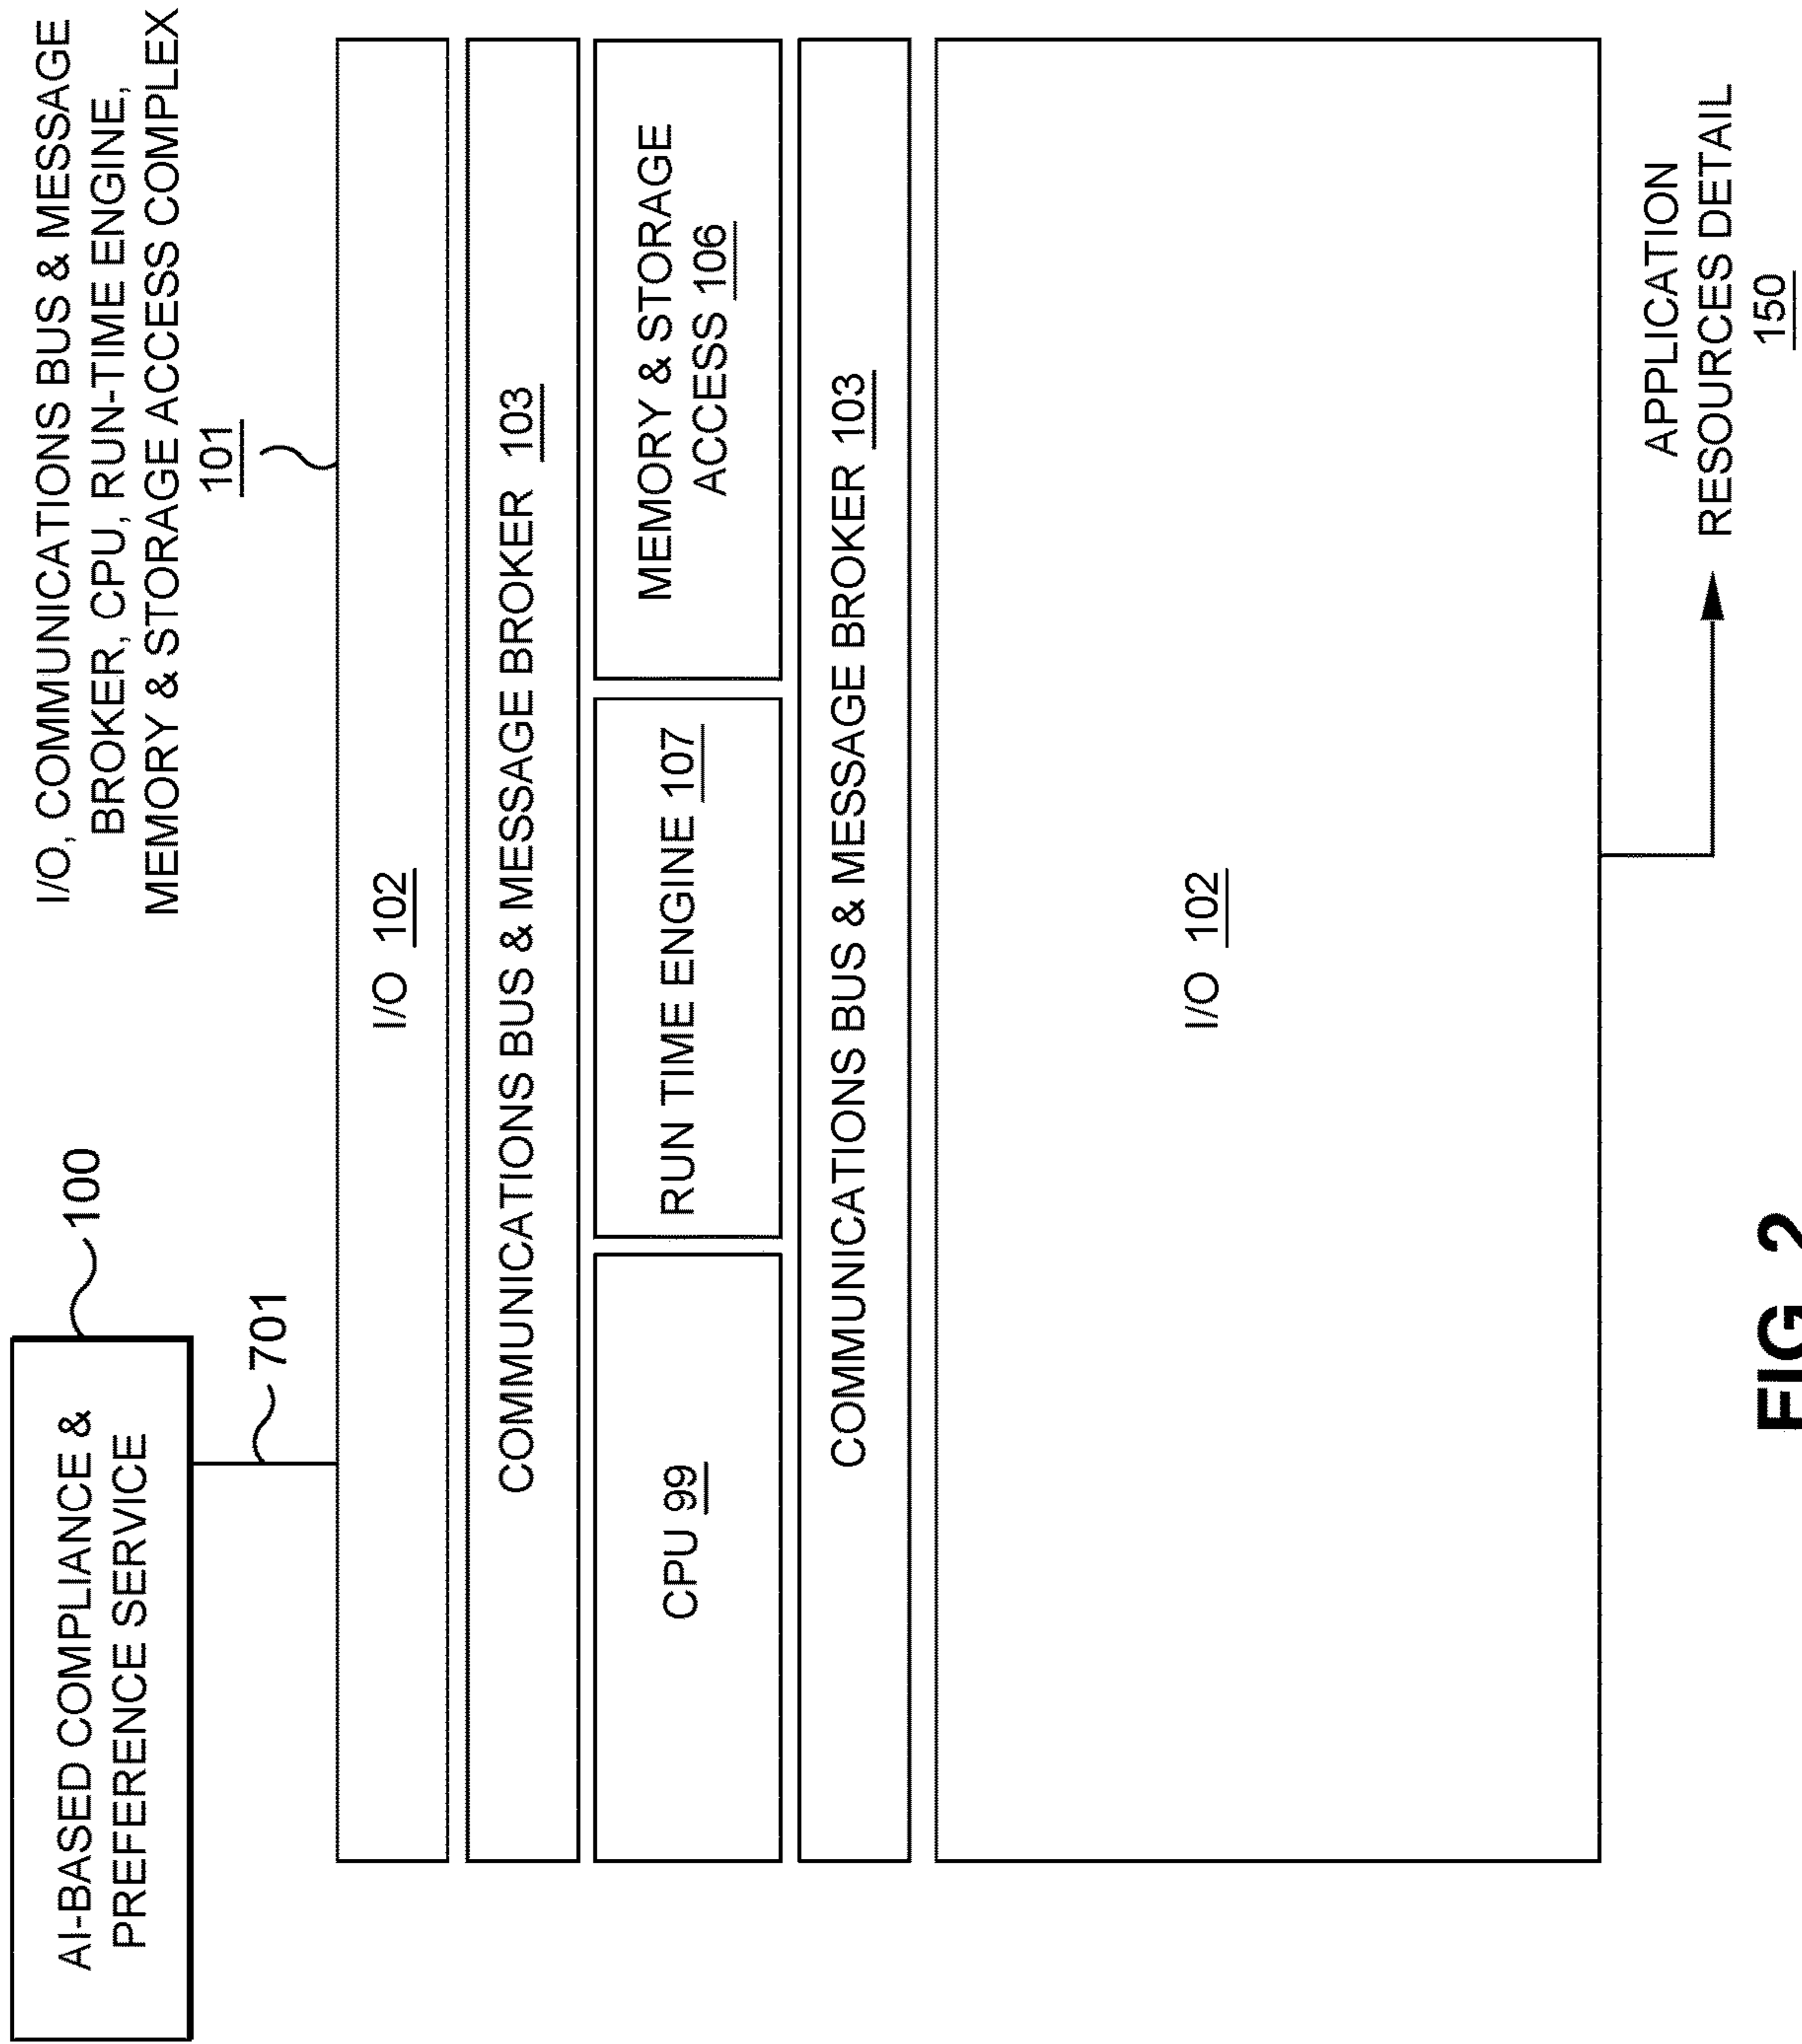 AI-BASED COMPLIANCE &
PREFERENCE SERVICE
100
701
I/O, COMMUNICATIONS BUS & MESSAGE
BROKER, CPU, RUN-TIME ENGINE,
MEMORY & STORAGE ACCESS COMPLEX
101
I/O 102
COMMUNICATIONS BUS & MESSAGE BROKER 103
CPU 99
RUN TIME ENGINE 107
MEMORY & STORAGE
ACCESS 106
COMMUNICATIONS BUS & MESSAGE BROKER 103
I/O 102
APPLICATION
RESOURCES DETAIL
150
FIG. 2